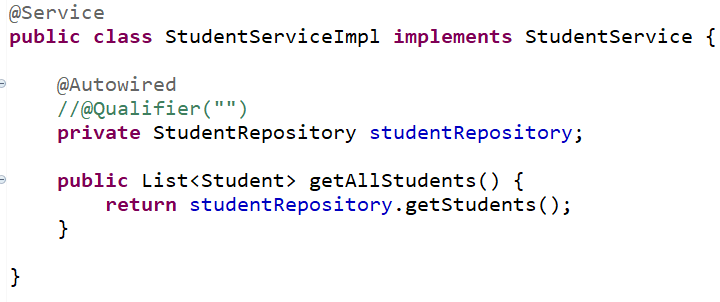 @Service
public class StudentServiceImpl implements StudentService {
@Autowired
//@Qualifier("")
private StudentRepository studentRepository;
public List<Student> getAllStudents() {
return studentRepository.getStudents();
}
}